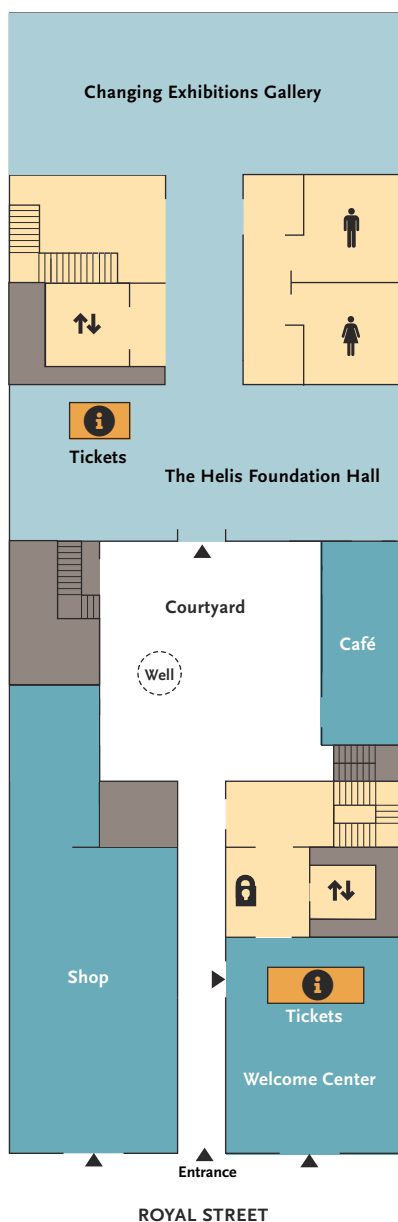 Changing Exhibitions Gallery
Tickets
The Helis Foundation Hall
Courtyard
Café
Well
Shop
Tickets
Welcome Center
Entrance
ROYAL STREET